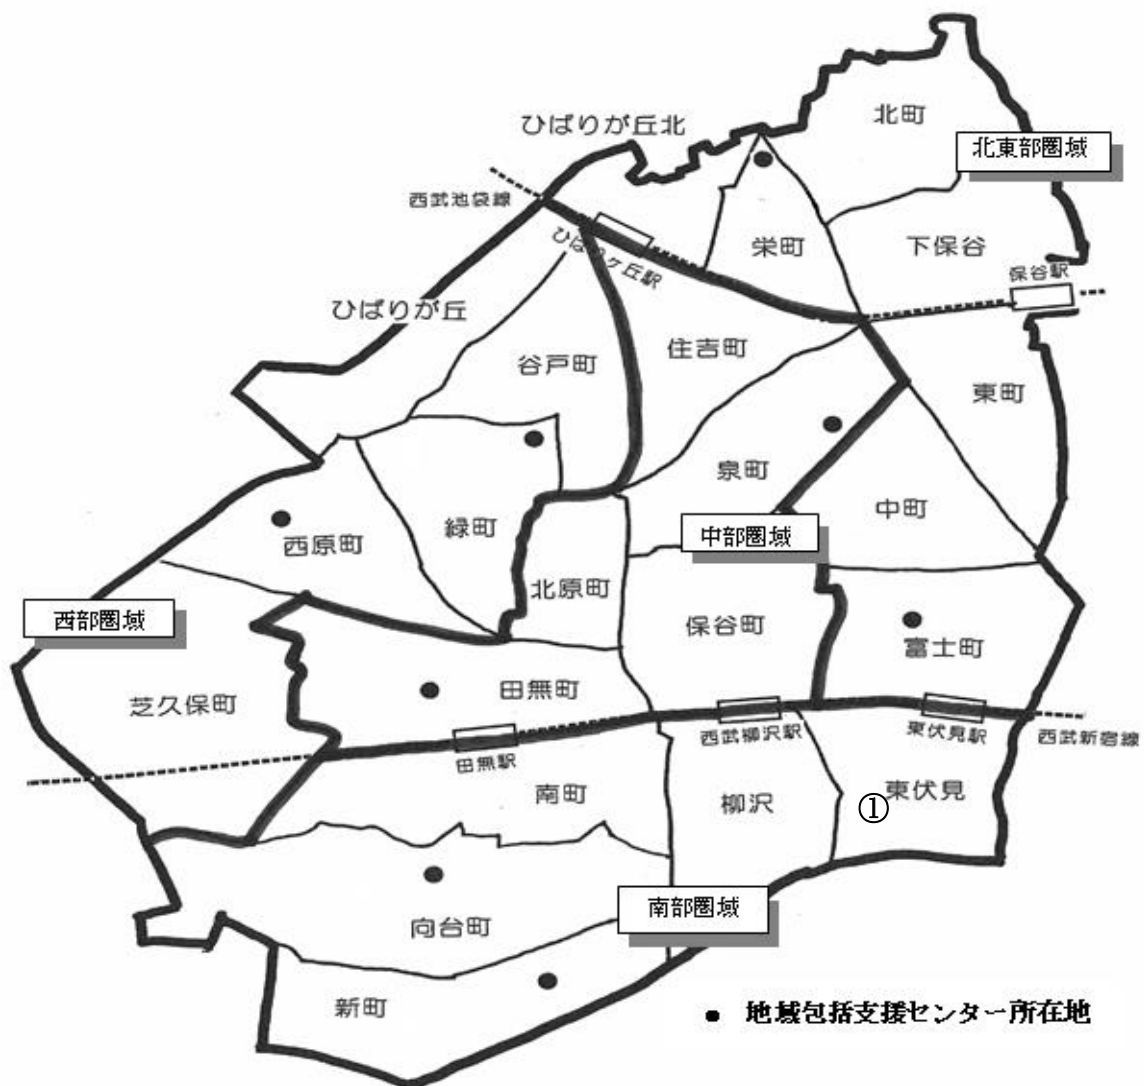 北町
ひばりが丘北
北東部圏域
西武池袋線
栄町
下保谷
ひばりヶ丘駅
保谷駅
ひばりが丘
住吉町
谷戸町
東町
泉町
中町
緑町
西原町
中部圏域
北原町
西部圏域
保谷町
富士町
田無町
芝久保町
西武柳沢駅
東伏見駅
西武新宿線
田無駅
南町
柳沢
①東伏見
南部圏域
向台町
新町
● 地域包括支援センター所在地